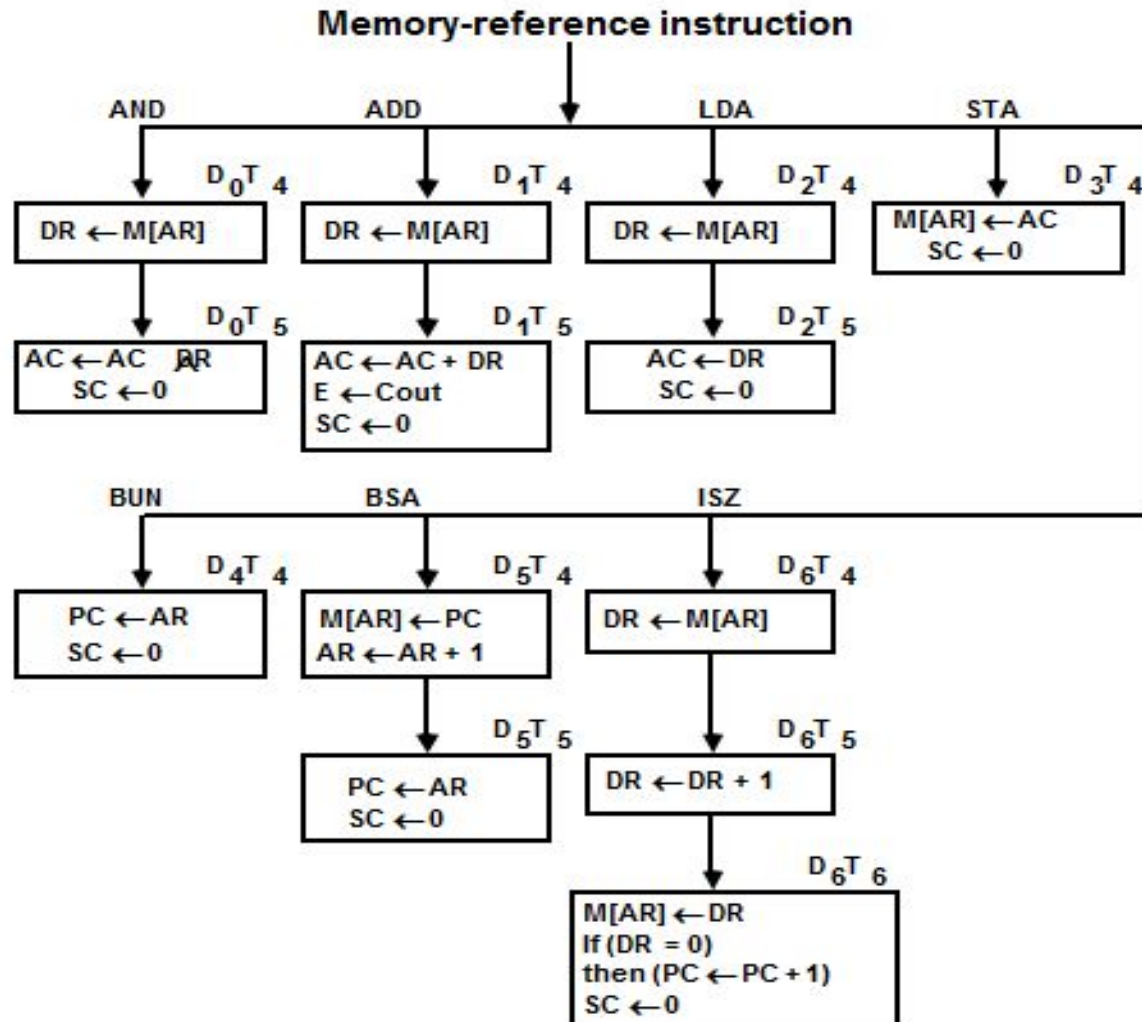 Memory-reference instruction
AND ADD LDA STA
D0T4 D1T4 D2T4 D3T4
DR ← M[AR] DR ← M[AR] DR ← M[AR] M[AR] ← AC
SC ← 0
D0T5 D1T5 D2T5
AC ← AC ∧ DR AC ← AC + DR AC ← DR
SC ← 0 E ← Cout SC ← 0
SC ← 0
BUN BSA ISZ
D4T4 D5T4 D6T4
PC ← AR M[AR] ← PC DR ← M[AR]
SC ← 0 AR ← AR + 1
D5T5 D6T5
PC ← AR DR ← DR + 1
SC ← 0
D6T6
M[AR] ← DR
If (DR = 0)
then (PC ← PC + 1)
SC ← 0